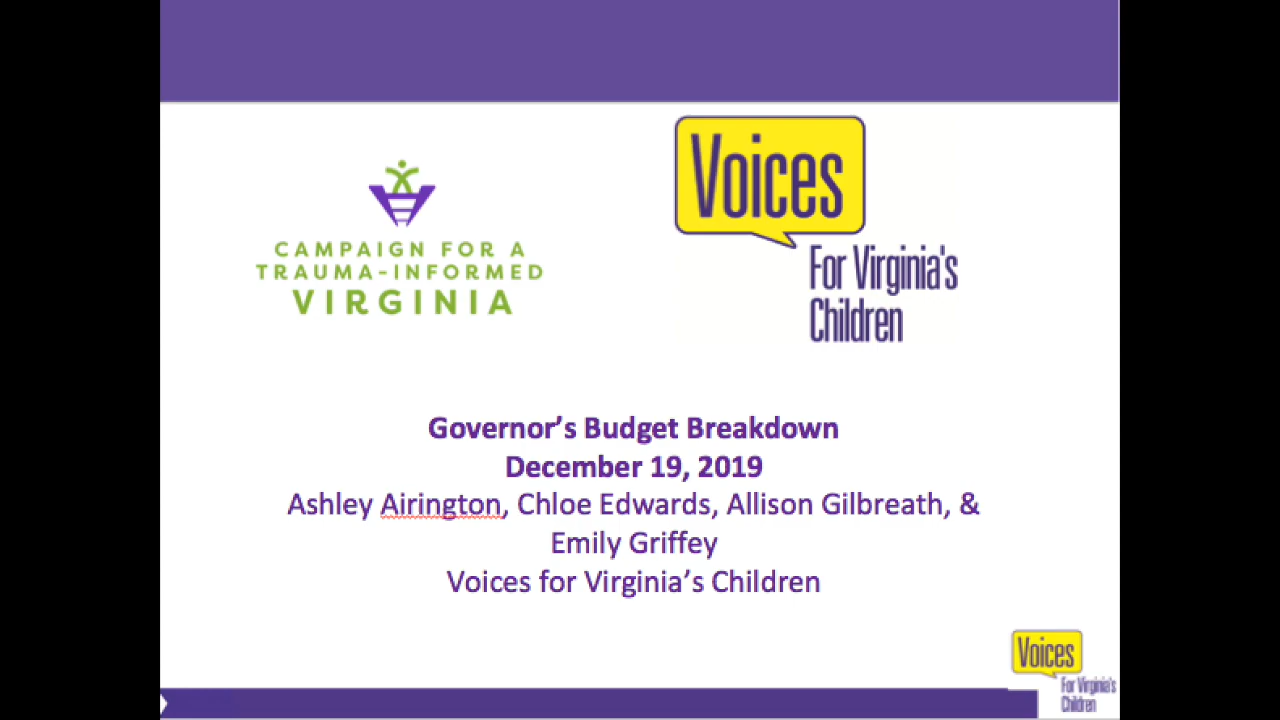 CAMPAIGN FOR A
TRAUMA-INFORMED
VIRGINIA
Voices
For Virginia's
Children
Governor’s Budget Breakdown
December 19, 2019
Ashley Airington, Chloe Edwards, Allison Gilbreath, &
Emily Griffey
Voices for Virginia’s Children
Voices
For Virginia's
Children